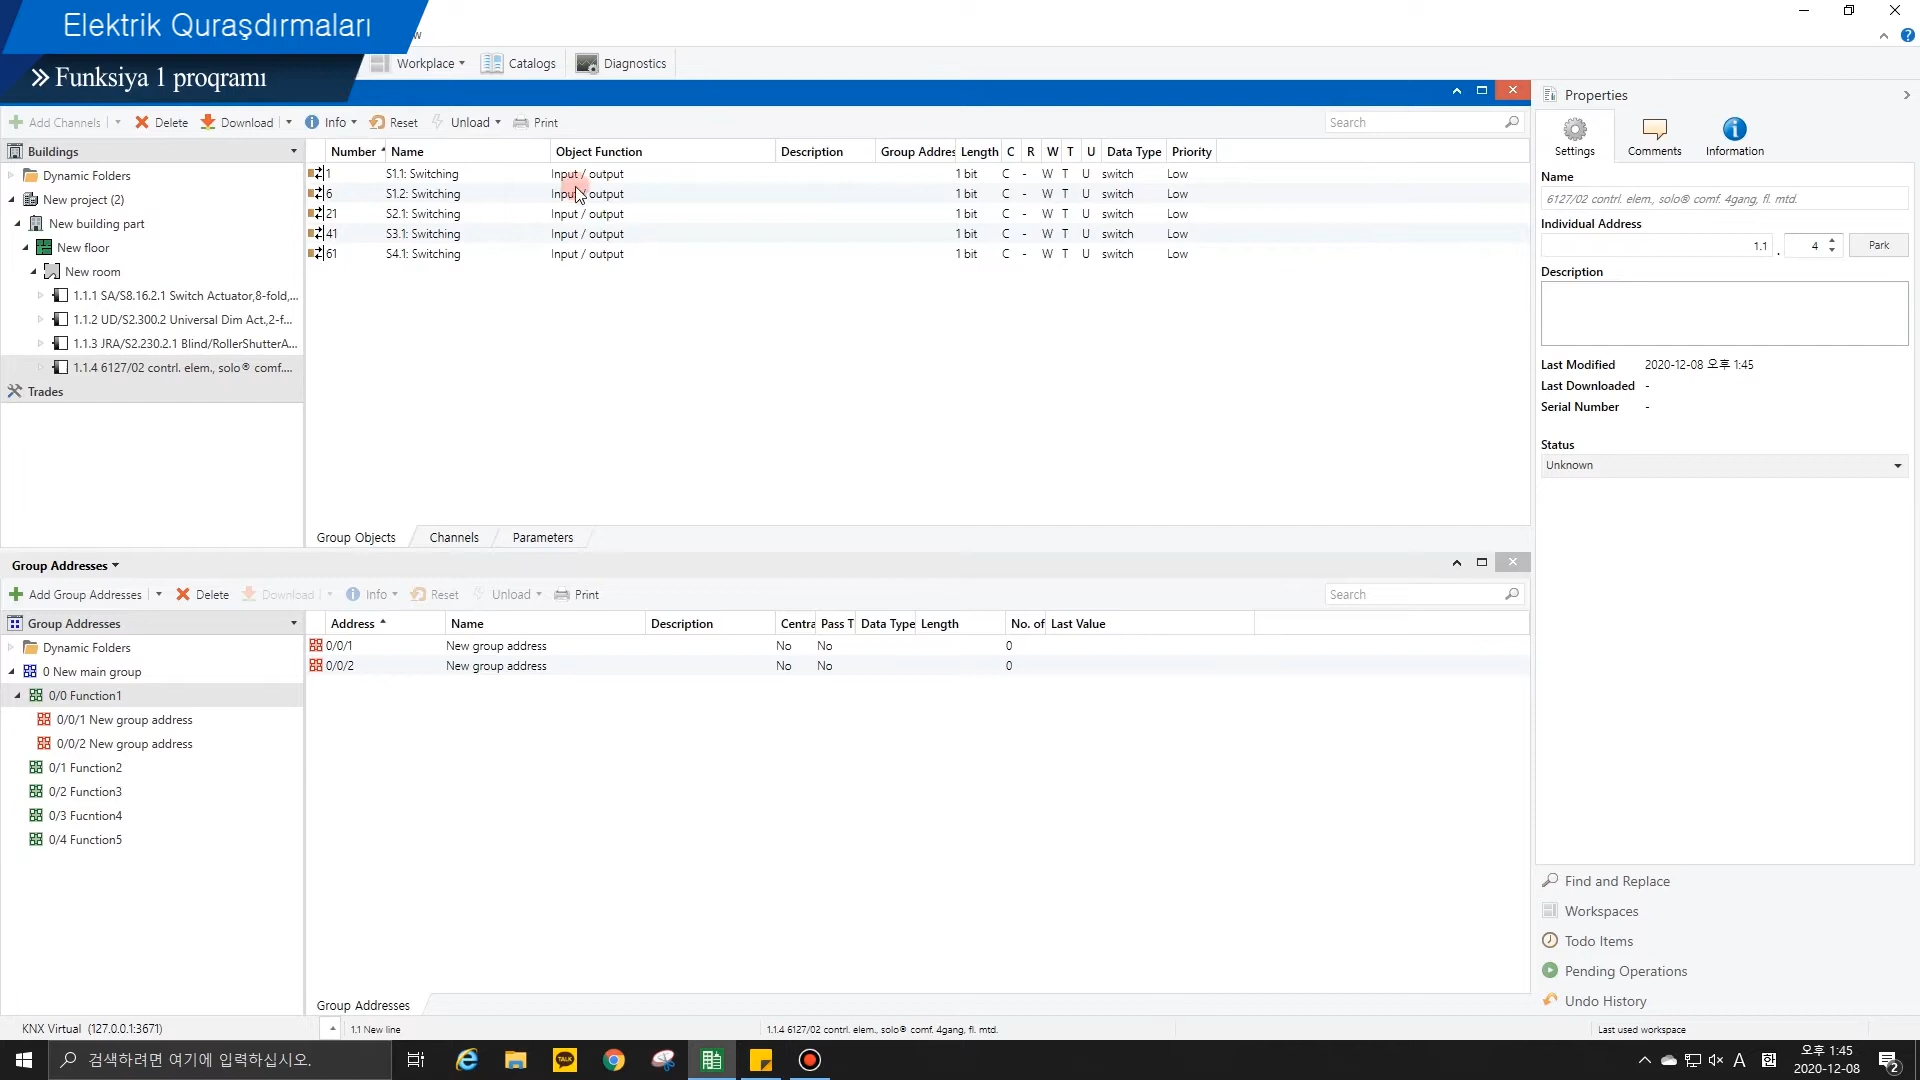 Elektrik Quraşdırmaları
Funksiya 1 proqramı
Workplace
Catalogs
Diagnostics
Add Channels
Delete
Download
Info
Reset
Unload
Print
Search
Buildings
Dynamic Folders
New project (2)
New building part
New floor
New room
1.1.1 SA/S8.16.2.1 Switch Actuator,8-fold,...
1.1.2 UD/S2.300.2 Universal Dim Act.,2-f...
1.1.3 JRA/S2.230.2.1 Blind/RollerShutterA...
1.1.4 6127/02 contrl. elem., solo® comf....
Trades
Number Name Object Function Description Group Addres Length C R W T U Data Type Priority
1 S1.1: Switching Input / output 1 bit C - W T U switch Low
6 S1.2: Switching Input / output 1 bit C - W T U switch Low
21 S2.1: Switching Input / output 1 bit C - W T U switch Low
41 S3.1: Switching Input / output 1 bit C - W T U switch Low
61 S4.1: Switching Input / output 1 bit C - W T U switch Low
Group Objects Channels Parameters
Properties
Settings Comments Information
Name
6127/02 contrl. elem., solo® comf. 4gang, fl. mtd.
Individual Address
1.1 . 4 Park
Description
Last Modified 2020-12-08 오후 1:45
Last Downloaded -
Serial Number -
Status
Unknown
Find and Replace
Workspaces
Todo Items
Pending Operations
Undo History
Group Addresses
Add Group Addresses Delete Download Info Reset Unload Print Search
Group Addresses
Dynamic Folders
0 New main group
0/0 Function1
0/0/1 New group address
0/0/2 New group address
0/1 Function2
0/2 Function3
0/3 Fucntion4
0/4 Function5
Address Name Description Centra Pass T Data Type Length No. of Last Value
0/0/1 New group address No No 0
0/0/2 New group address No No 0
Group Addresses
KNX Virtual (127.0.0.1:3671)
1.1 New line
1.1.4 6127/02 contrl. elem., solo® comf. 4gang, fl. mtd.
Last used workspace
검색하려면 여기에 입력하십시오.
TALK
A
오후 1:45
2020-12-08
2